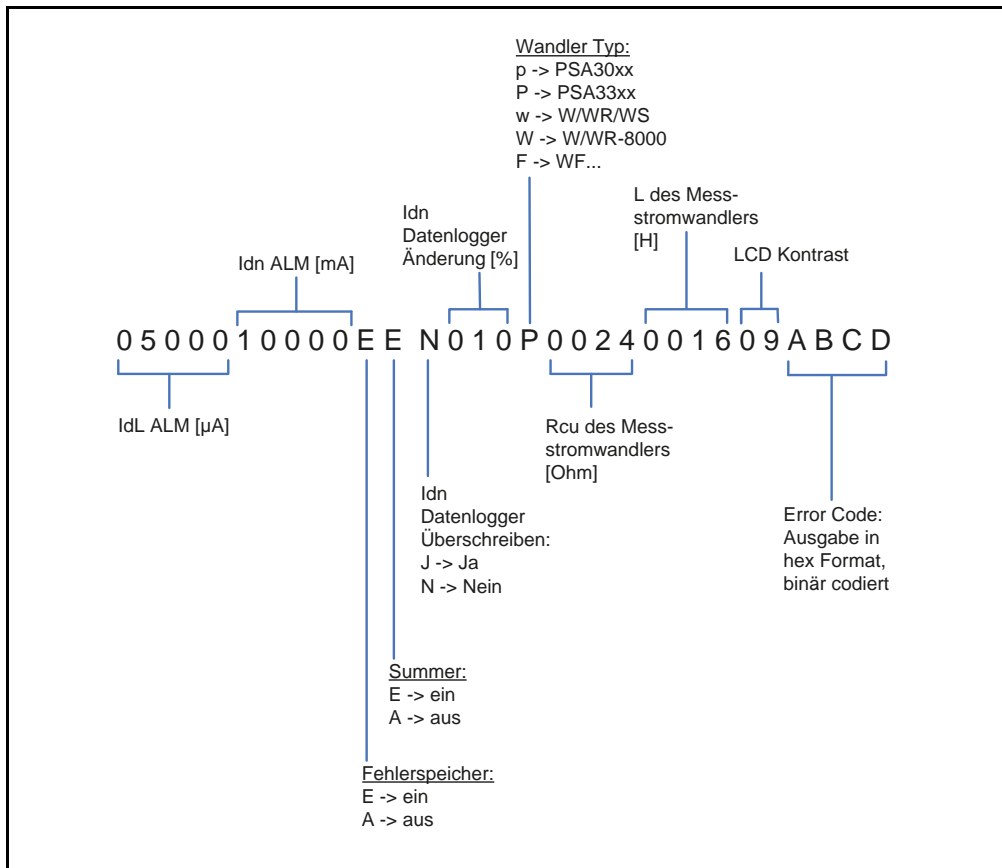 Wandler Typ:
p -> PSA30xx
P -> PSA33xx
w -> W/WR/WS
W -> W/WR-8000
F -> WF...
L des Mess-
stromwandlers
[H]
Idn
Datenlogger
Änderung [%]
Idn ALM [mA]
LCD Kontrast
0 5 0 0 0 1 0 0 0 0 E E N 0 1 0 P 0 0 2 4 0 0 1 6 0 9 A B C D
IdL ALM [µA]
Rcu des Mess-
stromwandlers
[Ohm]
Idn
Datenlogger
Überschreiben:
J -> Ja
N -> Nein
Error Code:
Ausgabe in
hex Format,
binär codiert
Summer:
E -> ein
A -> aus
Fehlerspeicher:
E -> ein
A -> aus